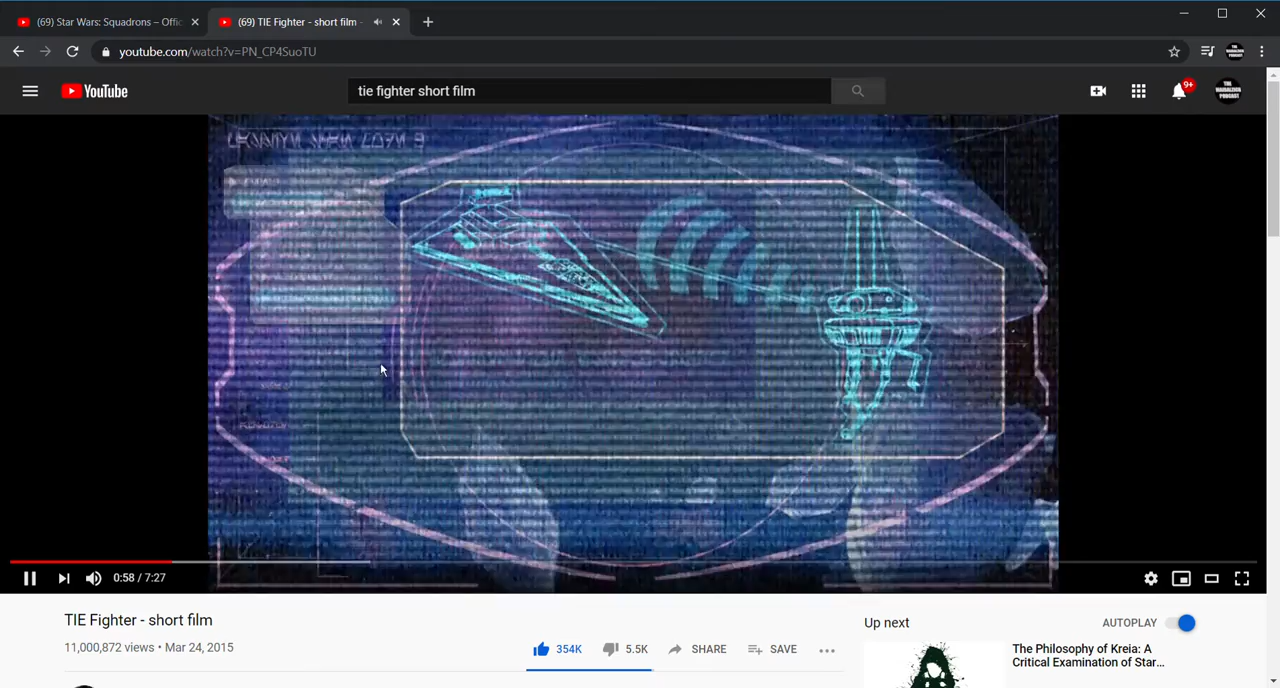 (69) Star Wars: Squadrons – Offic
(69) TIE Fighter - short film -
youtube.com/watch?v=PN_CP4SuoTU
YouTube
tie fighter short film
9+
THE
PODCAST
0:58 / 7:27
TIE Fighter - short film
11,000,872 views • Mar 24, 2015
354K
5.5K
SHARE
SAVE
Up next
AUTOPLAY
The Philosophy of Kreia: A
Critical Examination of Star...